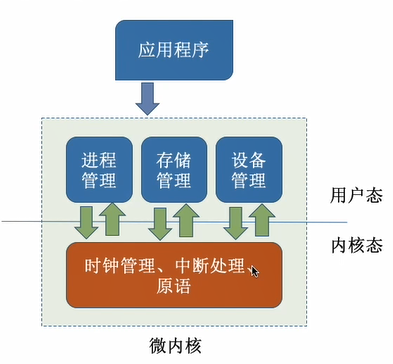 应用程序
进程
管理
存储
管理
设备
管理
用户态
内核态
时钟管理、中断处理、
原语
微内核